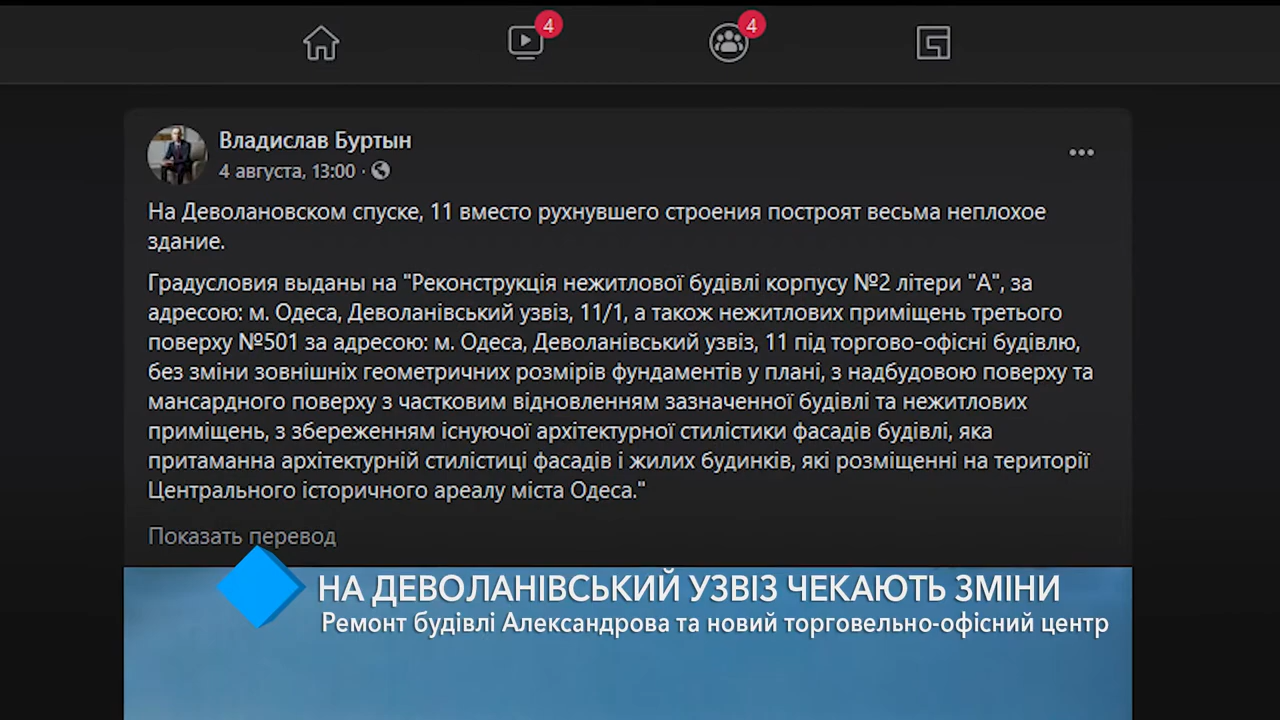 4
4
Владислав Буртын
4 августа, 13:00 ·
На Деволановском спуске, 11 вместо рухнувшего строения построят весьма неплохое
здание.
Градусловия выданы на "Реконструкція нежитлової будівлі корпусу №2 літери "А", за
адресою: м. Одеса, Деволанівський узвіз, 11/1, а також нежитлових приміщень третього
поверху №501 за адресою: м. Одеса, Деволанівський узвіз, 11 під торгово-офісні будівлю,
без зміни зовнішніх геометричних розмірів фундаментів у плані, з надбудовою поверху та
мансардного поверху з частковим відновленням зазначенної будівлі та нежитлових
приміщень, з збереженням існуючої архітектурної стилістики фасадів будівлі, яка
притаманна архітектурній стилістиці фасадів і жилих будинків, які розміщенні на території
Центрального історичного ареалу міста Одеса."
Показать перевод
НА ДЕВОЛАНІВСЬКИЙ УЗВІЗ ЧЕКАЮТЬ ЗМІНИ
Ремонт будівлі Александрова та новий торговельно-офісний центр